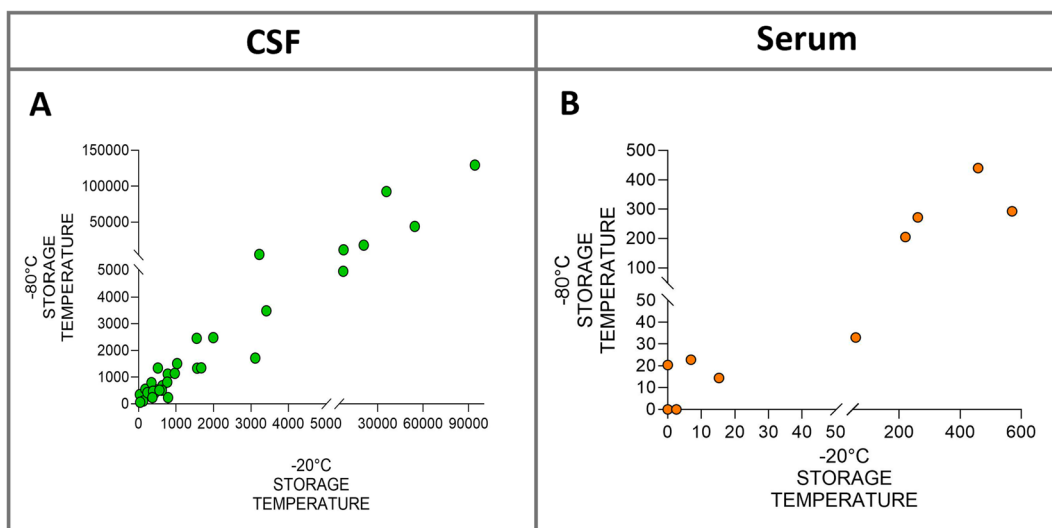 CSF
Serum
A
B
150000
100000
50000
5000
4000
3000
2000
1000
0
-80°C
STORAGE
TEMPERATURE
0 1000 2000 3000 4000 5000 30000 60000 90000
-20°C
STORAGE
TEMPERATURE
500
400
300
200
100
50
40
30
20
10
0
-80°C
STORAGE
TEMPERATURE
0 10 20 30 40 50 200 400 600
-20°C
STORAGE
TEMPERATURE